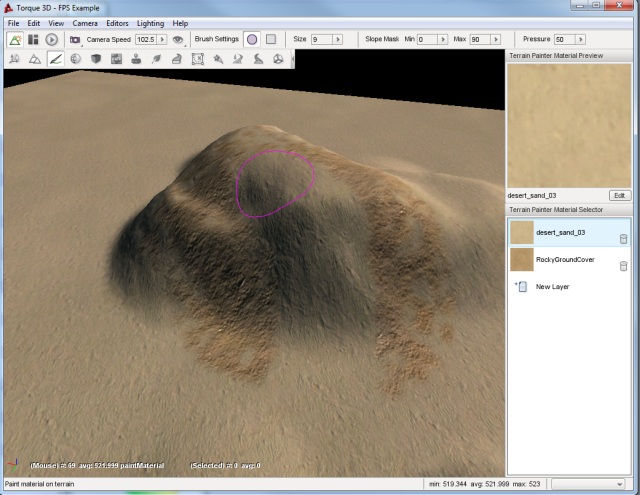 Torque 3D - FPS Example
File Edit View Camera Editors Lighting Help
Camera Speed 102.5 Brush Settings Size 9 Slope Mask Min 0 Max 90 Pressure 50
Terrain Painter Material Preview
desert_sand_03 Edit
Terrain Painter Material Selector
desert_sand_03
RockyGroundCover
New Layer
(Mouse) #: 69 avg: 521.999 paintMaterial (Selected) #: 0 avg: 0
Paint material on terrain min: 519.344 avg: 521.999 max: 523